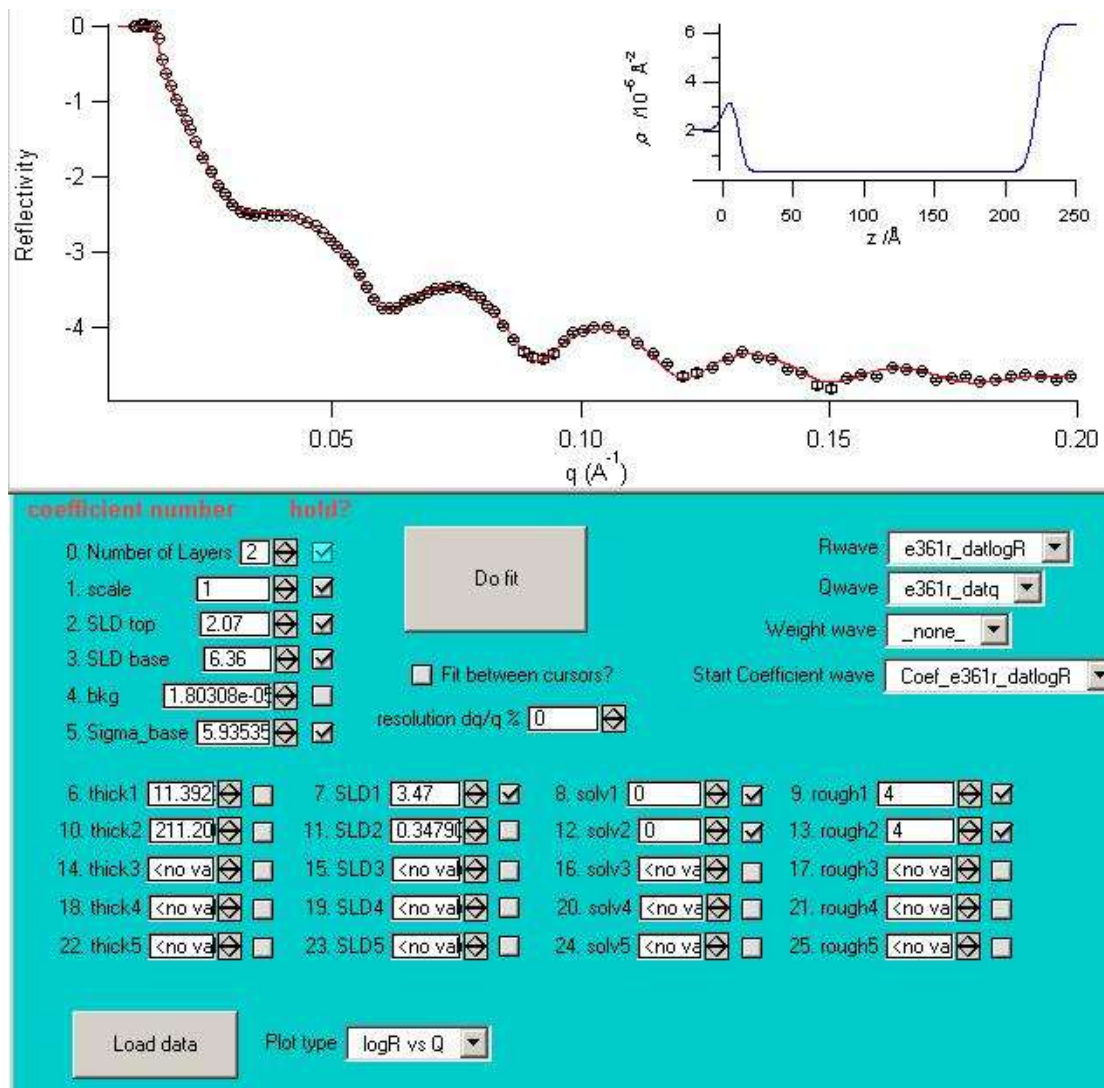 0
-1
-2
-3
-4
Reflectivity
0.05 0.10 0.15 0.20
q (A⁻¹)
6
4
2
ρ /10⁻⁶ Å⁻²
0 50 100 150 200 250
z /Å
coefficient number hold?
0. Number of Layers 2
1. scale 1
2. SLD top 2.07
3. SLD base 6.36
4. bkg 1.80308e-05
5. Sigma_base 5.93535
Do fit
Fit between cursors?
resolution dq/q % 0
Rwave e361r_datlogR
Qwave e361r_datq
Weight wave _none_
Start Coefficient wave Coef_e361r_datlogR
6. thick1 11.392 7. SLD1 3.47 8. solv1 0 9. rough1 4
10. thick2 211.20 11. SLD2 0.3479 12. solv2 0 13. rough2 4
14. thick3 <no va 15. SLD3 <no va 16. solv3 <no va 17. rough3 <no va
18. thick4 <no va 19. SLD4 <no va 20. solv4 <no va 21. rough4 <no va
22. thick5 <no va 23. SLD5 <no va 24. solv5 <no va 25. rough5 <no va
Load data
Plot type logR vs Q